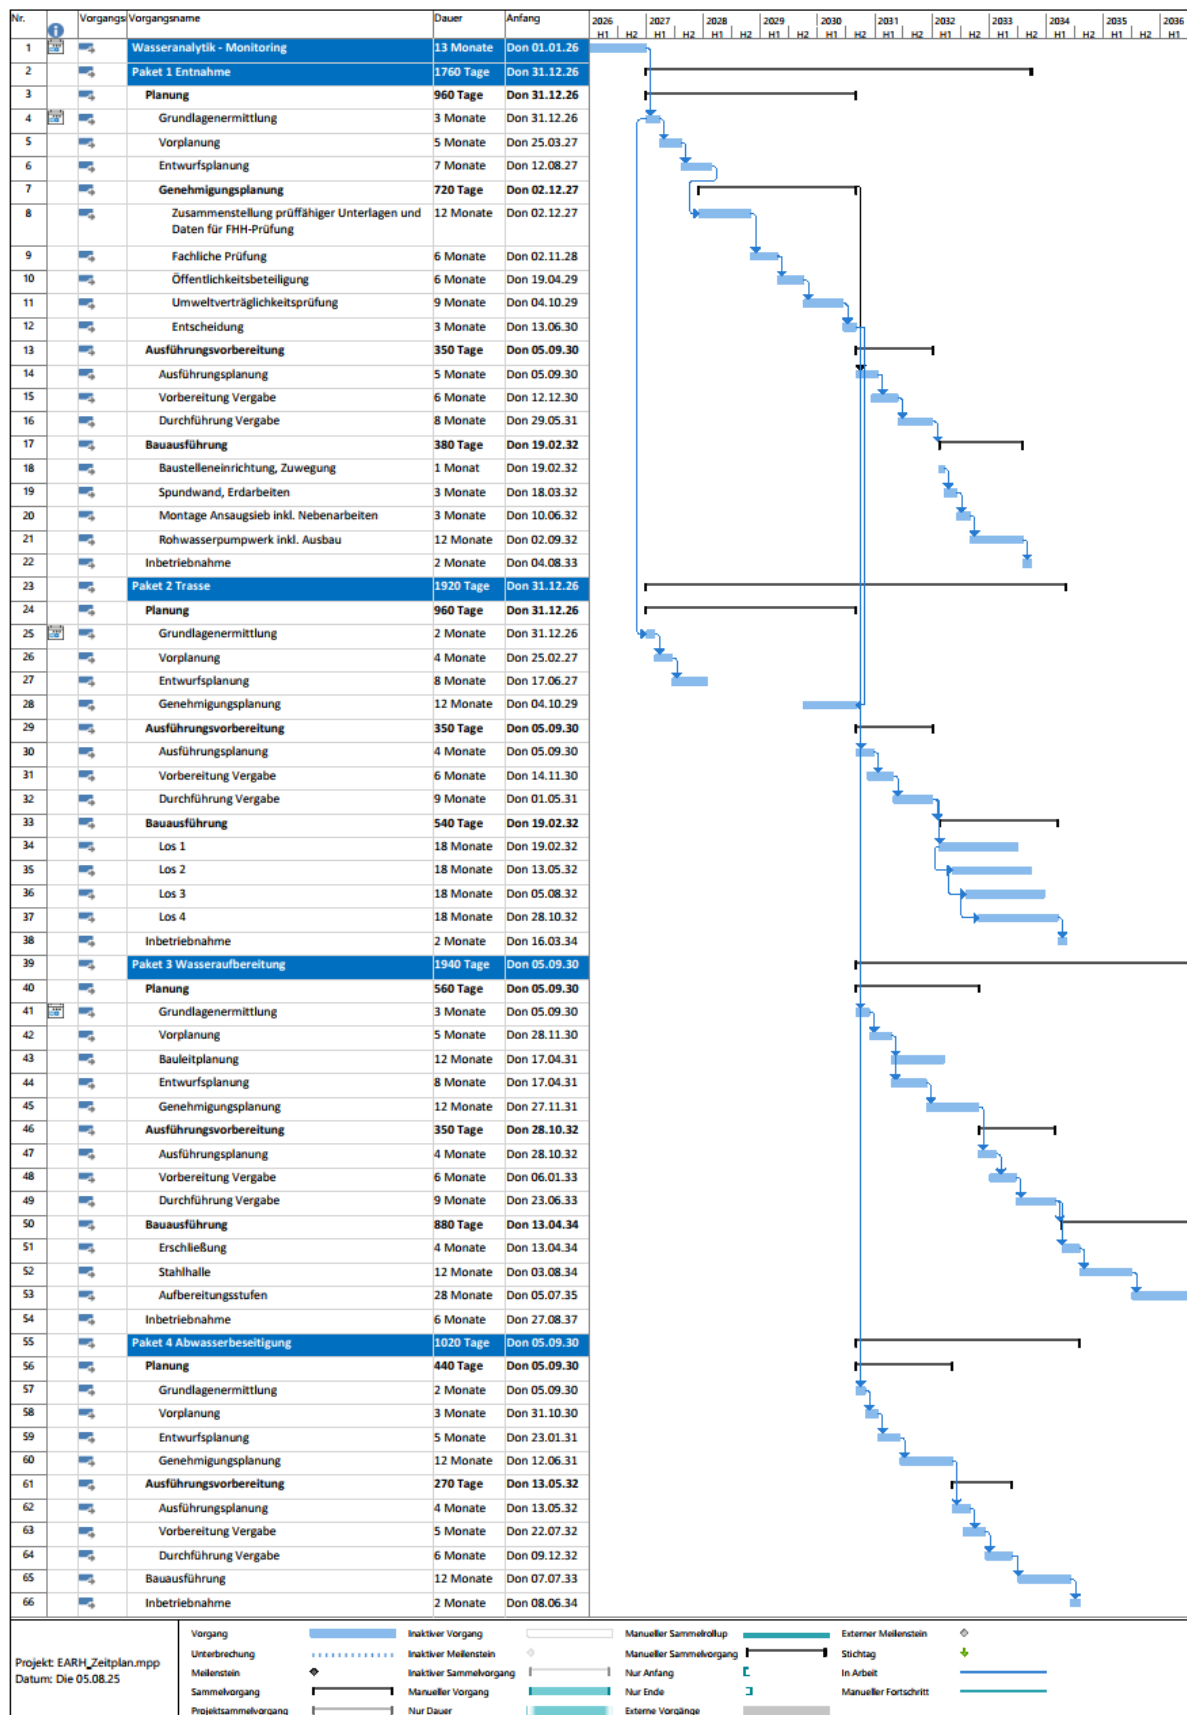 Nr. Vorgangs Vorgangsname Dauer Anfang 2026 2027 2028 2029 2030 2031 2032 2033 2034 2035 2036
H1 H2 H1 H2 H1 H2 H1 H2 H1 H2 H1 H2 H1 H2 H1 H2 H1 H2 H1 H2 H1
1 Wasseranalytik - Monitoring 13 Monate Don 01.01.26
2 Paket 1 Entnahme 1760 Tage Don 31.12.26
3 Planung 960 Tage Don 31.12.26
4 Grundlagenermittlung 3 Monate Don 31.12.26
5 Vorplanung 5 Monate Don 25.03.27
6 Entwurfsplanung 7 Monate Don 12.08.27
7 Genehmigungsplanung 720 Tage Don 02.12.27
8 Zusammenstellung prüffähiger Unterlagen und 12 Monate Don 02.12.27
Daten für FHH-Prüfung
9 Fachliche Prüfung 6 Monate Don 02.11.28
10 Öffentlichkeitsbeteiligung 6 Monate Don 19.04.29
11 Umweltverträglichkeitsprüfung 9 Monate Don 04.10.29
12 Entscheidung 3 Monate Don 13.06.30
13 Ausführungsvorbereitung 350 Tage Don 05.09.30
14 Ausführungsplanung 5 Monate Don 05.09.30
15 Vorbereitung Vergabe 6 Monate Don 12.12.30
16 Durchführung Vergabe 8 Monate Don 29.05.31
17 Bauausführung 380 Tage Don 19.02.32
18 Baustelleneinrichtung, Zuwegung 1 Monat Don 19.02.32
19 Spundwand, Erdarbeiten 3 Monate Don 18.03.32
20 Montage Ansaugsieb inkl. Nebenarbeiten 3 Monate Don 10.06.32
21 Rohwasserpumpwerk inkl. Ausbau 12 Monate Don 02.09.32
22 Inbetriebnahme 2 Monate Don 04.08.33
23 Paket 2 Trasse 1920 Tage Don 31.12.26
24 Planung 960 Tage Don 31.12.26
25 Grundlagenermittlung 2 Monate Don 31.12.26
26 Vorplanung 4 Monate Don 25.02.27
27 Entwurfsplanung 8 Monate Don 17.06.27
28 Genehmigungsplanung 12 Monate Don 04.10.29
29 Ausführungsvorbereitung 350 Tage Don 05.09.30
30 Ausführungsplanung 4 Monate Don 05.09.30
31 Vorbereitung Vergabe 6 Monate Don 14.11.30
32 Durchführung Vergabe 9 Monate Don 01.05.31
33 Bauausführung 540 Tage Don 19.02.32
34 Los 1 18 Monate Don 19.02.32
35 Los 2 18 Monate Don 13.05.32
36 Los 3 18 Monate Don 05.08.32
37 Los 4 18 Monate Don 28.10.32
38 Inbetriebnahme 2 Monate Don 16.03.34
39 Paket 3 Wasseraufbereitung 1940 Tage Don 05.09.30
40 Planung 560 Tage Don 05.09.30
41 Grundlagenermittlung 3 Monate Don 05.09.30
42 Vorplanung 5 Monate Don 28.11.30
43 Bauleitplanung 12 Monate Don 17.04.31
44 Entwurfsplanung 8 Monate Don 17.04.31
45 Genehmigungsplanung 12 Monate Don 27.11.31
46 Ausführungsvorbereitung 350 Tage Don 28.10.32
47 Ausführungsplanung 4 Monate Don 28.10.32
48 Vorbereitung Vergabe 6 Monate Don 06.01.33
49 Durchführung Vergabe 9 Monate Don 23.06.33
50 Bauausführung 880 Tage Don 13.04.34
51 Erschließung 4 Monate Don 13.04.34
52 Stahlhalle 12 Monate Don 03.08.34
53 Aufbereitungsstufen 28 Monate Don 05.07.35
54 Inbetriebnahme 6 Monate Don 27.08.37
55 Paket 4 Abwasserbeseitigung 1020 Tage Don 05.09.30
56 Planung 440 Tage Don 05.09.30
57 Grundlagenermittlung 2 Monate Don 05.09.30
58 Vorplanung 3 Monate Don 31.10.30
59 Entwurfsplanung 5 Monate Don 23.01.31
60 Genehmigungsplanung 12 Monate Don 12.06.31
61 Ausführungsvorbereitung 270 Tage Don 13.05.32
62 Ausführungsplanung 4 Monate Don 13.05.32
63 Vorbereitung Vergabe 5 Monate Don 22.07.32
64 Durchführung Vergabe 6 Monate Don 09.12.32
65 Bauausführung 12 Monate Don 07.07.33
66 Inbetriebnahme 2 Monate Don 08.06.34
Projekt: EARH_Zeitplan.mpp
Datum: Die 05.08.25
Vorgang Inaktiver Vorgang Manueller Sammelrollup Externer Meilenstein
Unterbrechung Inaktiver Meilenstein Manueller Sammelvorgang Stichtag
Meilenstein Inaktiver Sammelvorgang Nur Anfang In Arbeit
Sammelvorgang Manueller Vorgang Nur Ende Manueller Fortschritt
Projektsammelvorgang Nur Dauer Externe Vorgänge